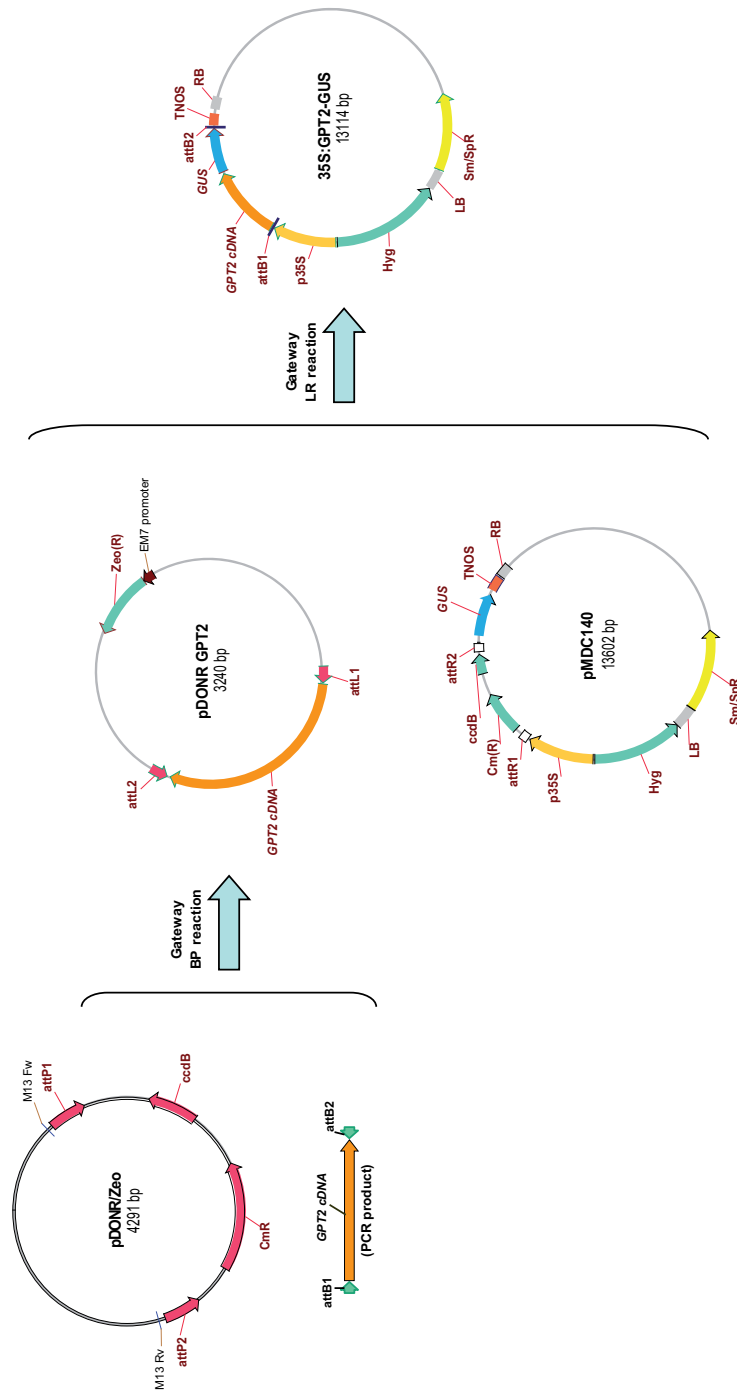 M13 Fw
attP1
ccdB
pDONR/Zeo
4291 bp
CmR
attP2
M13 Rv
attB1
GPT2 cDNA
attB2
(PCR product)
Gateway
BP reaction
Zeo(R)
EM7 promoter
pDONR GPT2
3240 bp
attL2
attL1
GPT2 cDNA
RB
TNOS
GUS
attR2
ccdB
Cm(R)
attR1
p35S
pMDC140
13602 bp
Hyg
LB
Sm/SpR
Gateway
LR reaction
RB
TNOS
attB2
GUS
GPT2 cDNA
attB1
p35S
35S:GPT2-GUS
13114 bp
Hyg
LB
Sm/SpR